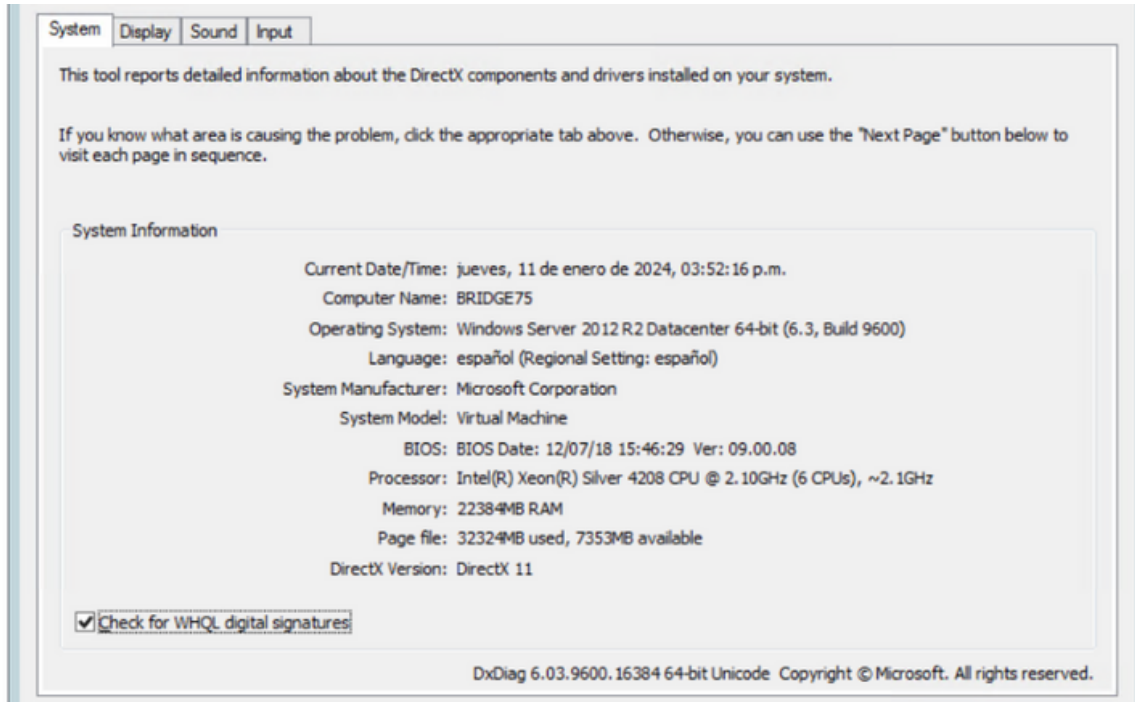 System Display Sound Input
This tool reports detailed information about the DirectX components and drivers installed on your system.
If you know what area is causing the problem, click the appropriate tab above. Otherwise, you can use the "Next Page" button below to
visit each page in sequence.
System Information
Current Date/Time: jueves, 11 de enero de 2024, 03:52:16 p.m.
Computer Name: BRIDGE75
Operating System: Windows Server 2012 R2 Datacenter 64-bit (6.3, Build 9600)
Language: español (Regional Setting: español)
System Manufacturer: Microsoft Corporation
System Model: Virtual Machine
BIOS: BIOS Date: 12/07/18 15:46:29 Ver: 09.00.08
Processor: Intel(R) Xeon(R) Silver 4208 CPU @ 2.10GHz (6 CPUs), ~2.1GHz
Memory: 22384MB RAM
Page file: 32324MB used, 7353MB available
DirectX Version: DirectX 11
Check for WHQL digital signatures
DxDiag 6.03.9600.16384 64-bit Unicode Copyright © Microsoft. All rights reserved.